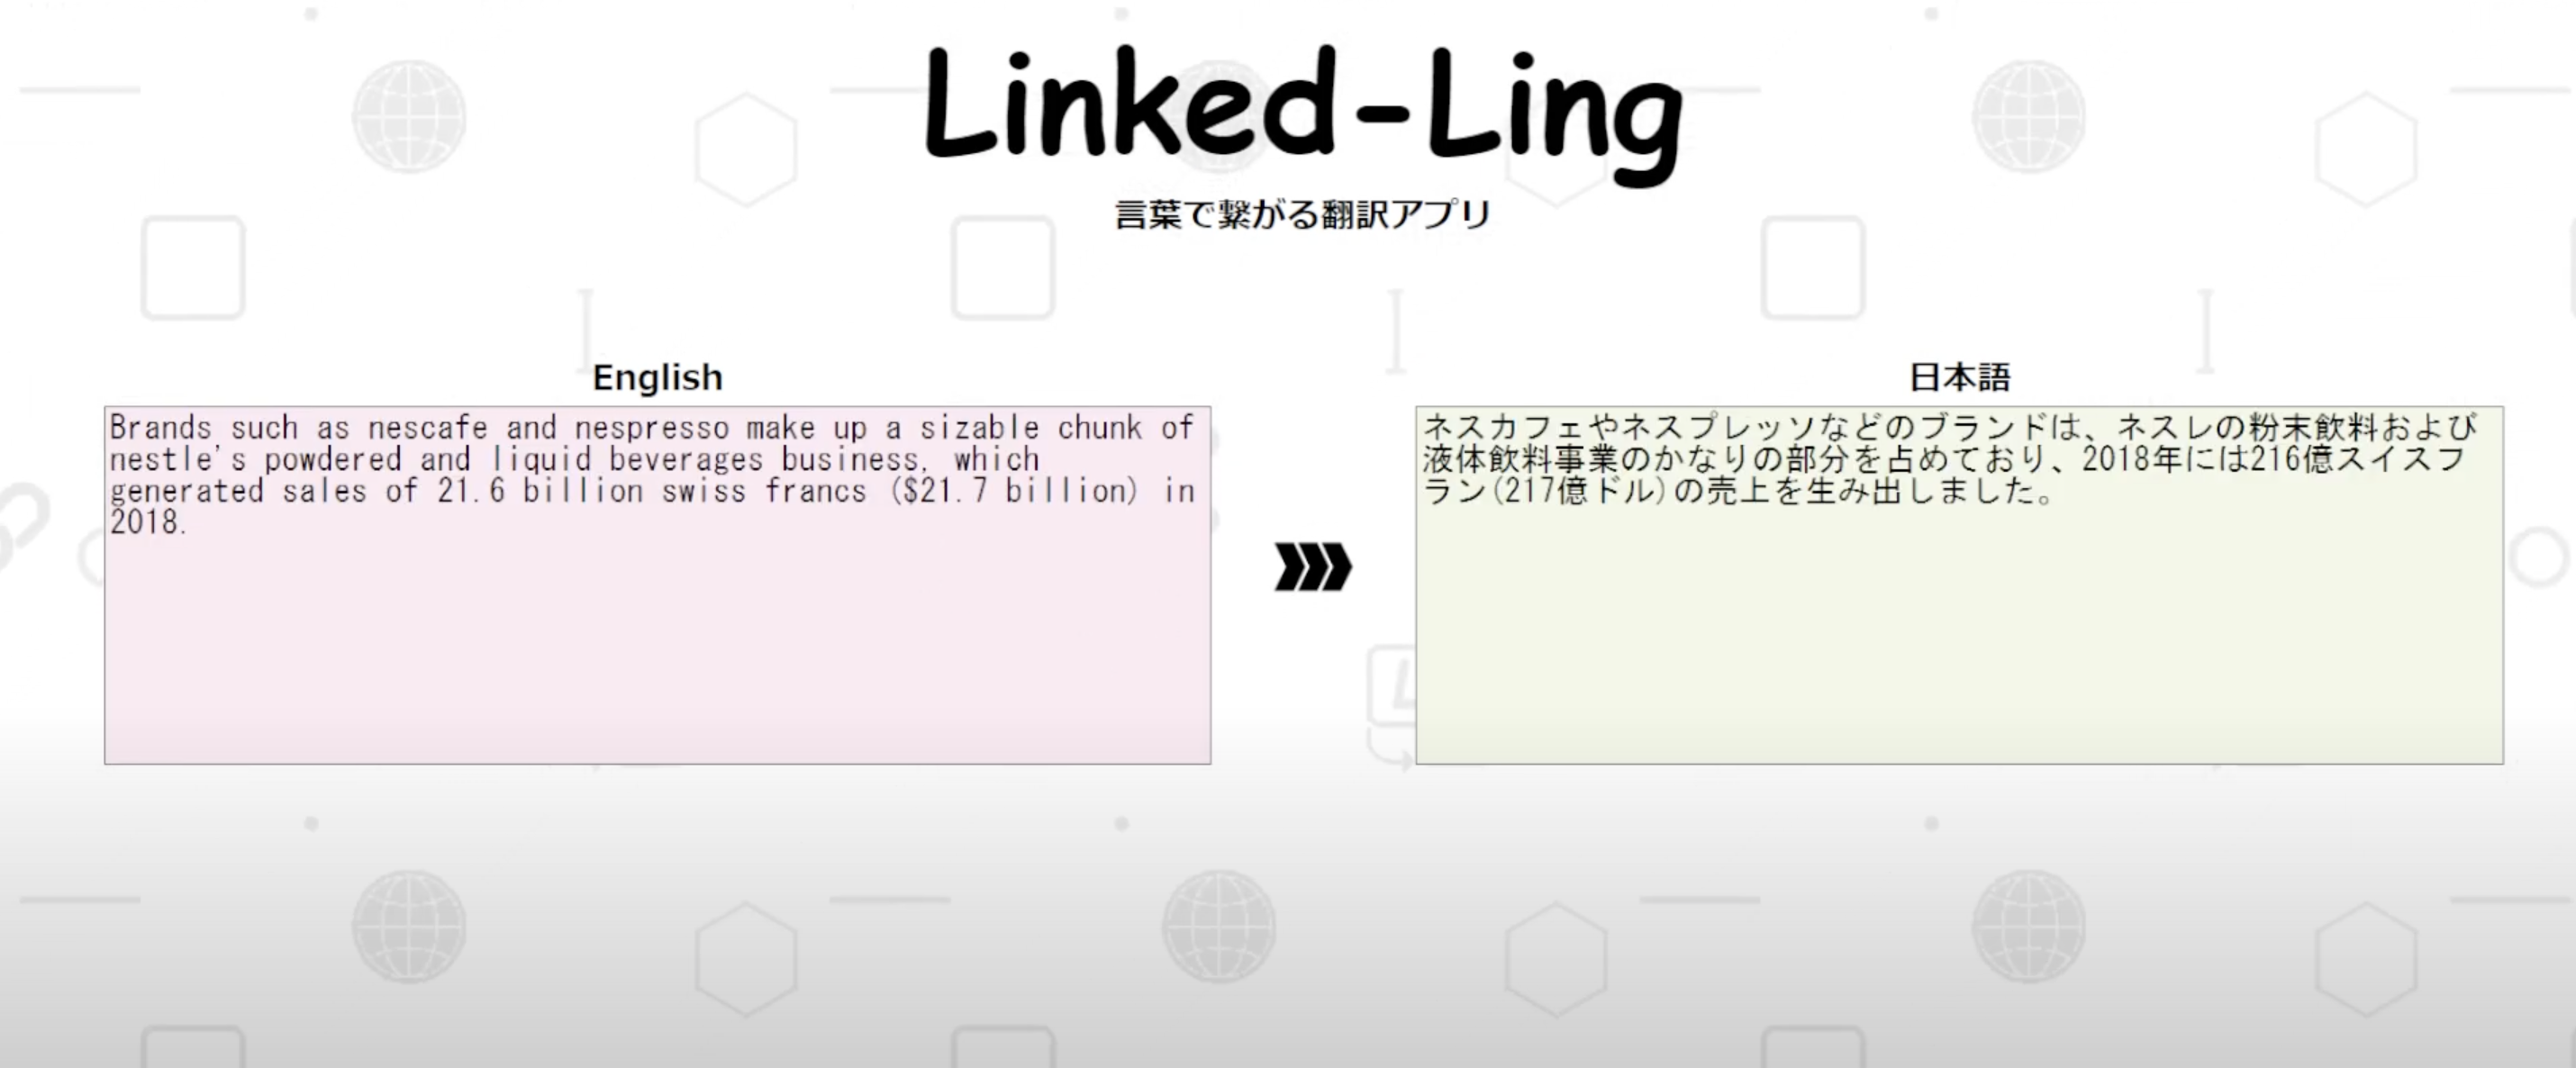 Linked-Ling
言葉で繋がる翻訳アプリ
English
Brands such as nescafe and nespresso make up a sizable chunk of
nestle's powdered and liquid beverages business, which
generated sales of 21.6 billion swiss francs ($21.7 billion) in
2018.
日本語
ネスカフェやネスプレッソなどのブランドは、ネスレの粉末飲料および
液体飲料事業のかなりの部分を占めており、2018年には216億スイスフ
ラン(217億ドル)の売上を生み出しました。